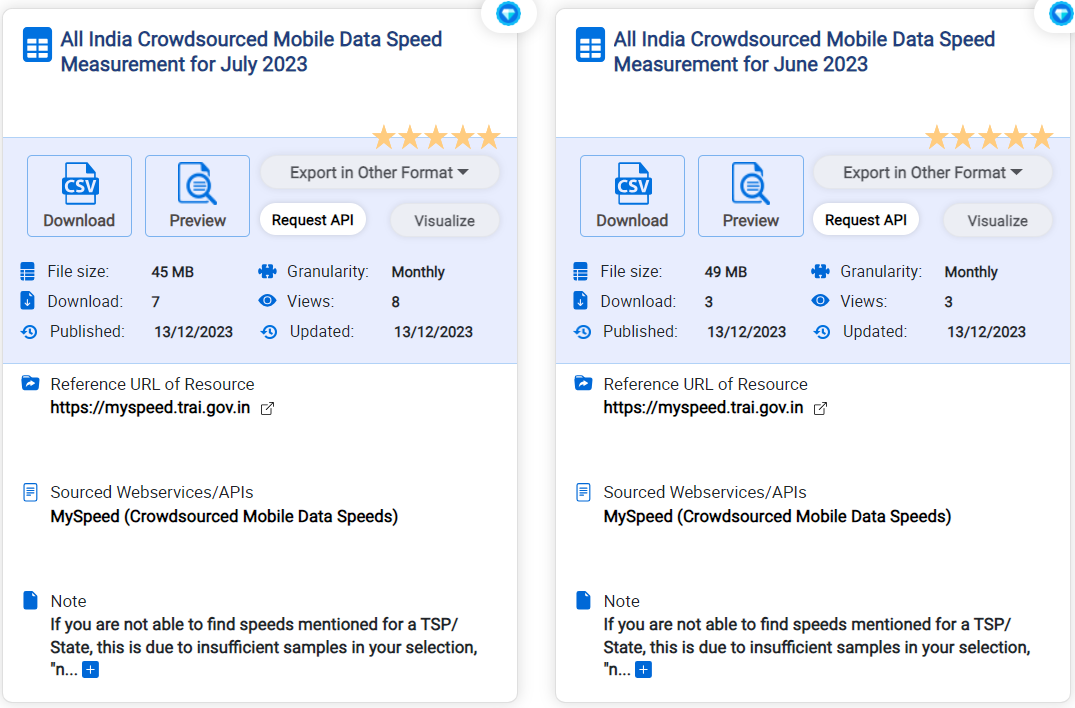 All India Crowdsourced Mobile Data Speed
Measurement for July 2023
CSV
Download
Preview
Export in Other Format
Request API
Visualize
File size: 45 MB
Granularity: Monthly
Download: 7
Views: 8
Published: 13/12/2023
Updated: 13/12/2023
Reference URL of Resource
https://myspeed.trai.gov.in
Sourced Webservices/APIs
MySpeed (Crowdsourced Mobile Data Speeds)
Note
If you are not able to find speeds mentioned for a TSP/
State, this is due to insufficient samples in your selection,
"n...
All India Crowdsourced Mobile Data Speed
Measurement for June 2023
CSV
Download
Preview
Export in Other Format
Request API
Visualize
File size: 49 MB
Granularity: Monthly
Download: 3
Views: 3
Published: 13/12/2023
Updated: 13/12/2023
Reference URL of Resource
https://myspeed.trai.gov.in
Sourced Webservices/APIs
MySpeed (Crowdsourced Mobile Data Speeds)
Note
If you are not able to find speeds mentioned for a TSP/
State, this is due to insufficient samples in your selection,
"n...